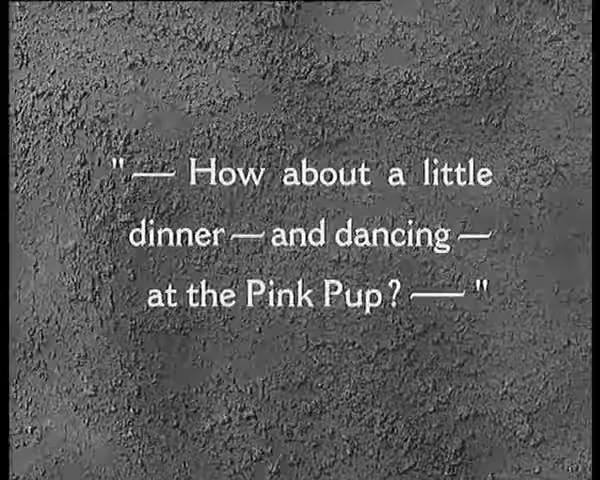 "— How about a little
dinner — and dancing —
at the Pink Pup? — "